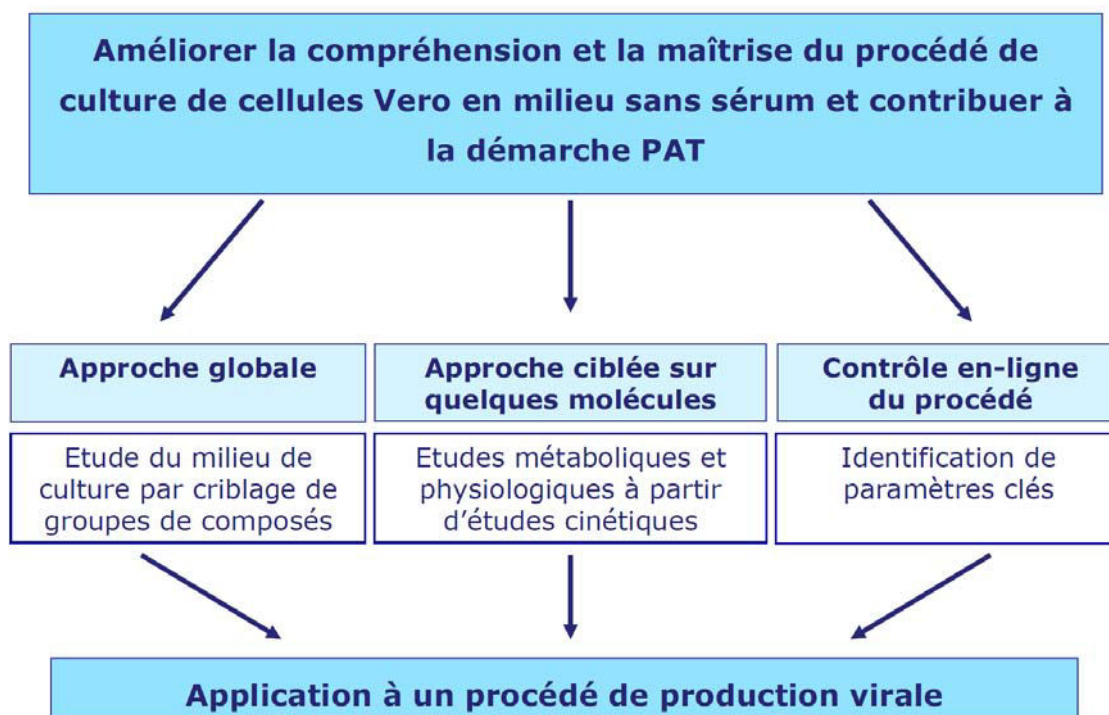 Améliorer la compréhension et la maîtrise du procédé de
culture de cellules Vero en milieu sans sérum et contribuer à
la démarche PAT
Approche globale
Etude du milieu de
culture par criblage de
groupes de composés
Approche ciblée sur
quelques molécules
Etudes métaboliques et
physiologiques à partir
d'études cinétiques
Contrôle en-ligne
du procédé
Identification de
paramètres clés
Application à un procédé de production virale